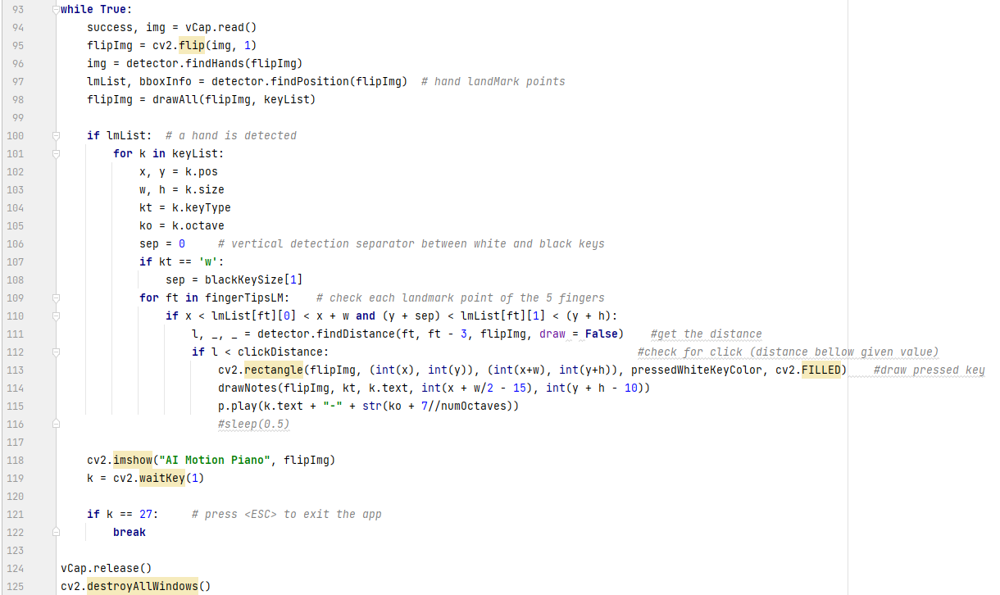 93 while True:
94 success, img = vCap.read()
95 flipImg = cv2.flip(img, 1)
96 img = detector.findHands(flipImg)
97 lmList, bboxInfo = detector.findPosition(flipImg)  # hand landMark points
98 flipImg = drawAll(flipImg, keyList)
99
100 if lmList:  # a hand is detected
101 for k in keyList:
102 x, y = k.pos
103 w, h = k.size
104 kt = k.keyType
105 ko = k.octave
106 sep = 0     # vertical detection separator between white and black keys
107 if kt == 'w':
108 sep = blackKeySize[1]
109 for ft in fingerTipsLM:    # check each landmark point of the 5 fingers
110 if x < lmList[ft][0] < x + w and (y + sep) < lmList[ft][1] < (y + h):
111 l, _, _ = detector.findDistance(ft, ft - 3, flipImg, draw = False)    #get the distance
112 if l < clickDistance:    #check for click (distance bellow given value)
113 cv2.rectangle(flipImg, (int(x), int(y)), (int(x+w), int(y+h)), pressedWhiteKeyColor, cv2.FILLED)    #draw pressed key
114 drawNotes(flipImg, kt, k.text, int(x + w/2 - 15), int(y + h - 10))
115 p.play(k.text + "-" + str(ko + 7//numOctaves))
116 #sleep(0.5)
117
118 cv2.imshow("AI Motion Piano", flipImg)
119 k = cv2.waitKey(1)
120
121 if k == 27:     # press <ESC> to exit the app
122 break
123
124 vCap.release()
125 cv2.destroyAllWindows()